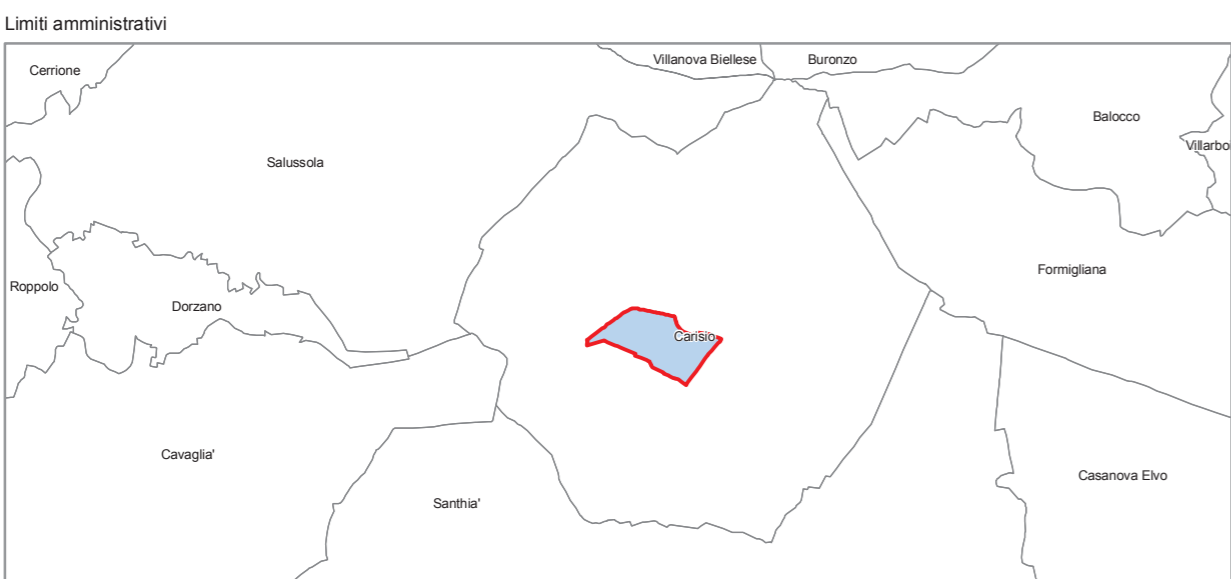 Limiti amministrativi
Villanova Biellese
Buronzo
Cerrione
Balocco
Villarbo
Salussola
Formigliana
Roppolo
Dorzano
Carisio
Cavaglia'
Casanova Elvo
Santhia'